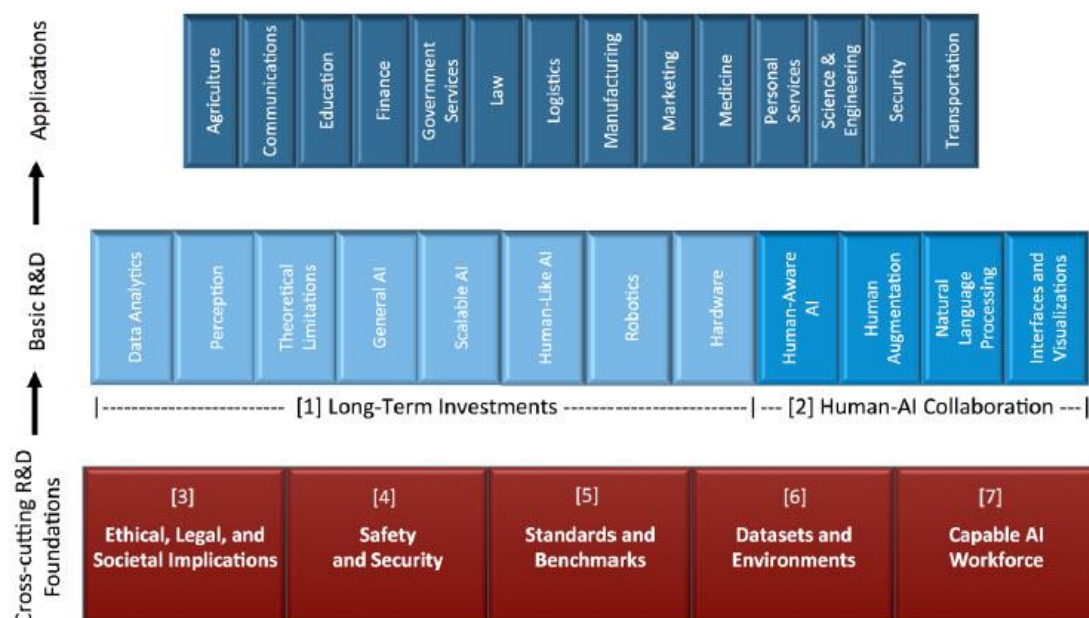 Applications
Agriculture
Communications
Education
Finance
Government
Services
Law
Logistics
Manufacturing
Marketing
Medicine
Personal
Services
Science &
Engineering
Security
Transportation
Basic R&D
Data Analytics
Perception
Theoretical
Limitations
General AI
Scalable AI
Human-Like AI
Robotics
Hardware
Human-Aware
AI
Human
Augmentation
Natural
Language
Processing
Interfaces and
Visualizations
|----------------------- [1] Long-Term Investments -----------------------| --- [2] Human-AI Collaboration ---|
Cross-cutting R&D
Foundations
[3]
Ethical, Legal, and
Societal Implications
[4]
Safety
and Security
[5]
Standards and
Benchmarks
[6]
Datasets and
Environments
[7]
Capable AI
Workforce